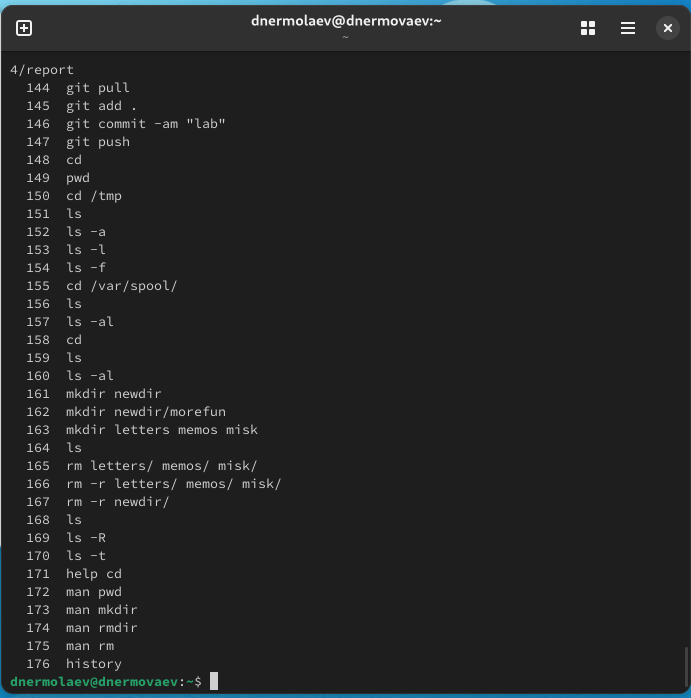 dnermolaev@dnermovaev:~
~
4/report
144 git pull
145 git add .
146 git commit -am "lab"
147 git push
148 cd
149 pwd
150 cd /tmp
151 ls
152 ls -a
153 ls -l
154 ls -f
155 cd /var/spool/
156 ls
157 ls -al
158 cd
159 ls
160 ls -al
161 mkdir newdir
162 mkdir newdir/morefun
163 mkdir letters memos misk
164 ls
165 rm letters/ memos/ misk/
166 rm -r letters/ memos/ misk/
167 rm -r newdir/
168 ls
169 ls -R
170 ls -t
171 help cd
172 man pwd
173 man mkdir
174 man rmdir
175 man rm
176 history
dnermolaev@dnermovaev:~$